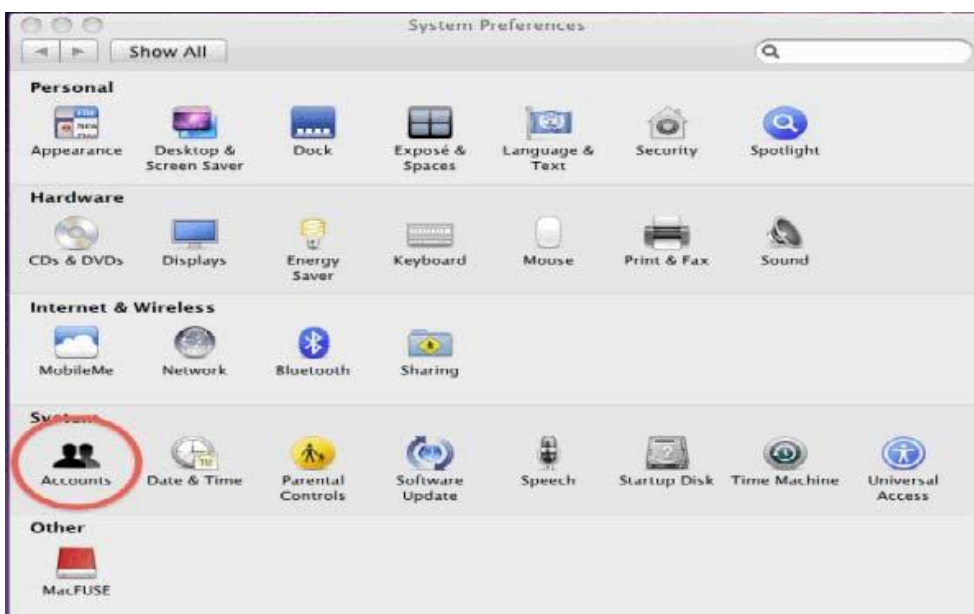 System Preferences
Show All
Personal
Appearance
Desktop &
Screen Saver
Dock
Exposé &
Spaces
Language &
Text
Security
Spotlight
Hardware
CDs & DVDs
Displays
Energy
Saver
Keyboard
Mouse
Print & Fax
Sound
Internet & Wireless
MobileMe
Network
Bluetooth
Sharing
System
Accounts
Date & Time
Parental
Controls
Software
Update
Speech
Startup Disk
Time Machine
Universal
Access
Other
MacFUSE